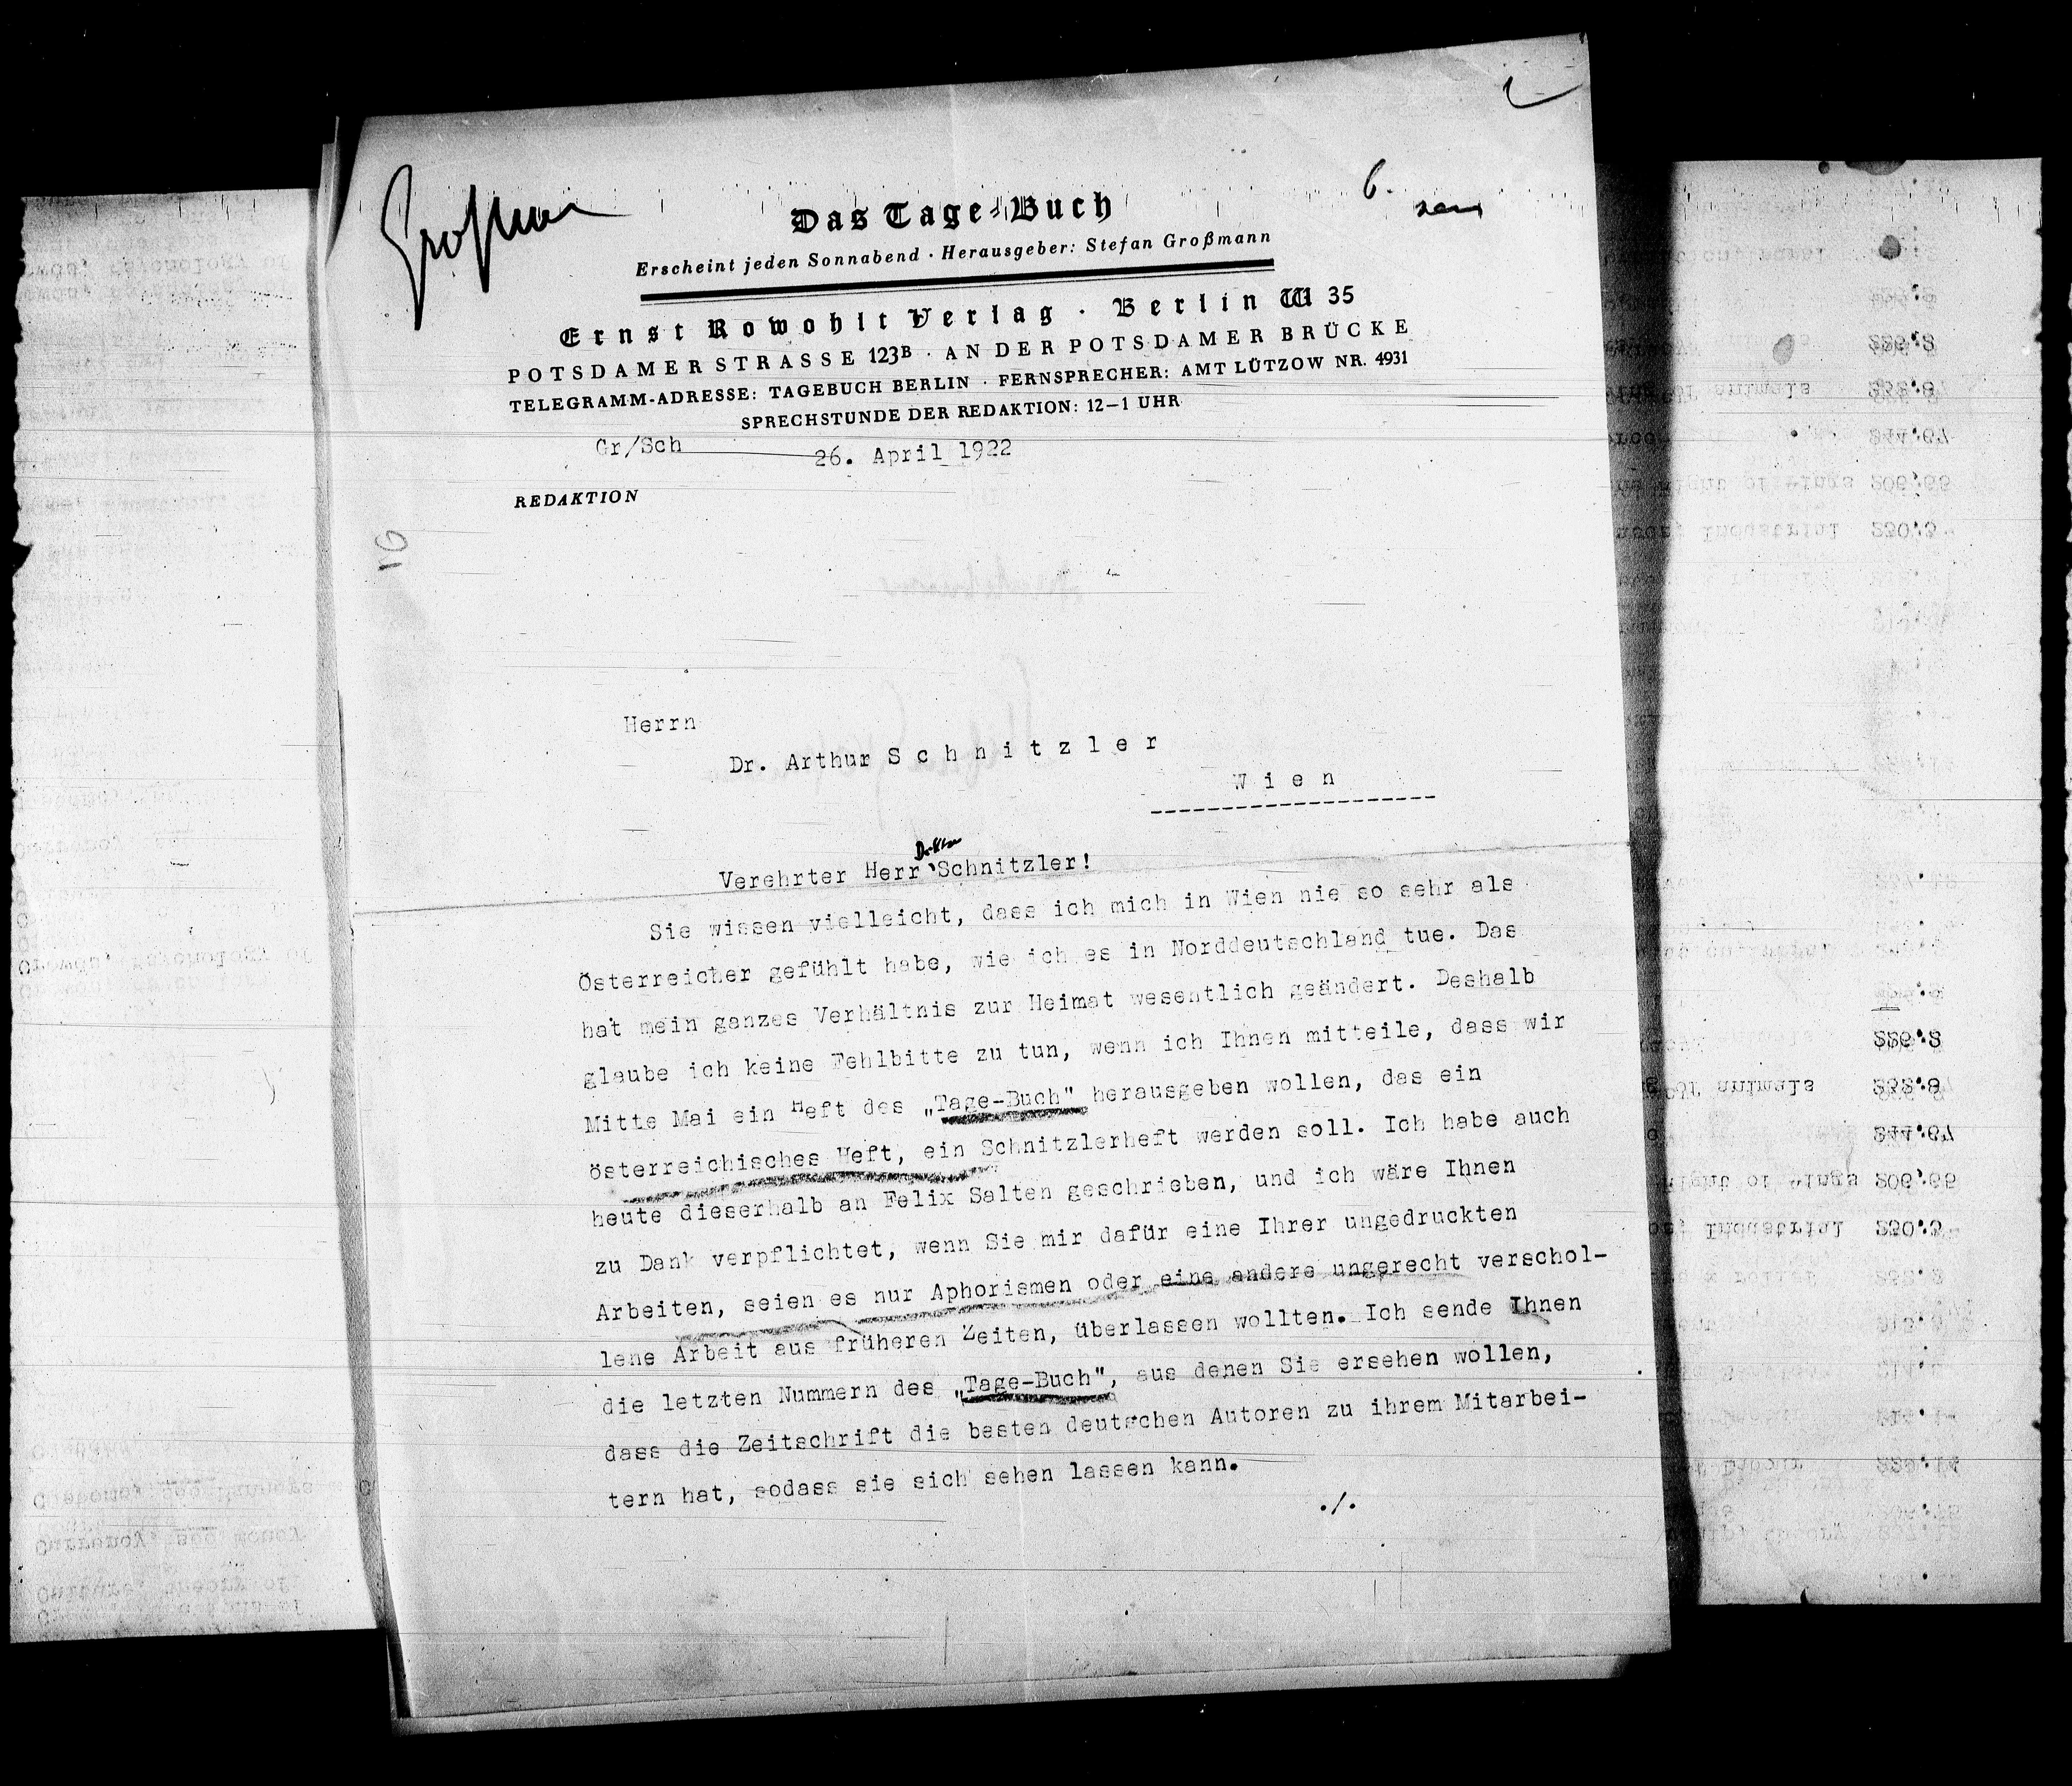 Großmann
6.
Das Tage-Buch
Erscheint jeden Sonnabend · Herausgeber: Stefan Großmann
Ernst Rowohlt Verlag · Berlin W 35
POTSDAMER STRASSE 123B · AN DER POTSDAMER BRÜCKE
TELEGRAMM-ADRESSE: TAGEBUCH BERLIN · FERNSPRECHER: AMT LÜTZOW NR. 4931
SPRECHSTUNDE DER REDAKTION: 12—1 UHR
Gr/Sch 26. April 1922
REDAKTION
Herrn
Dr. Arthur Schnitzler
Wien
Doktor
Verehrter Herr Schnitzler!
Sie wissen vielleicht, dass ich mich in Wien nie so sehr als
Österreicher gefühlt habe, wie ich es in Norddeutschland tue. Das
hat mein ganzes Verhältnis zur Heimat wesentlich geändert. Deshalb
glaube ich keine Fehlbitte zu tun, wenn ich Ihnen mitteile, dass wir
Mitte Mai ein Heft des „Tage-Buch" herausgeben wollen, das ein
österreichisches Heft, ein Schnitzlerheft werden soll. Ich habe auch
heute dieserhalb an Felix Salten geschrieben, und ich wäre Ihnen
zu Dank verpflichtet, wenn Sie mir dafür eine Ihrer ungedruckten
Arbeiten, seien es nur Aphorismen oder eine andere ungerecht verschol-
lene Arbeit aus früheren Zeiten, überlassen wollten. Ich sende Ihnen
die letzten Nummern des „Tage-Buch", aus denen Sie ersehen wollen,
dass die Zeitschrift die besten deutschen Autoren zu ihrem Mitarbei-
tern hat, sodass sie sich sehen lassen kann.
./.